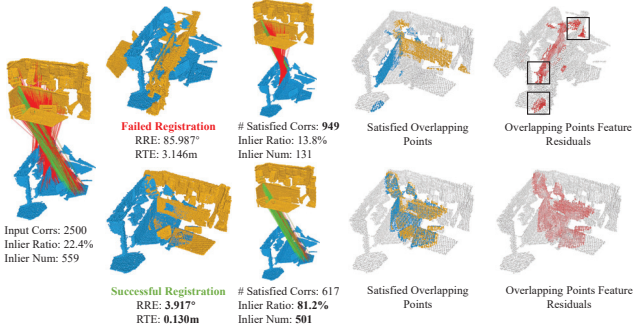 Failed Registration
RRE: 85.987°
RTE: 3.146m
# Satisfied Corrs: 949
Inlier Ratio: 13.8%
Inlier Num: 131
Satisfied Overlapping
Points
Overlapping Points Feature
Residuals
Input Corrs: 2500
Inlier Ratio: 22.4%
Inlier Num: 559
Successful Registration
RRE: 3.917°
RTE: 0.130m
# Satisfied Corrs: 617
Inlier Ratio: 81.2%
Inlier Num: 501
Satisfied Overlapping
Points
Overlapping Points Feature
Residuals